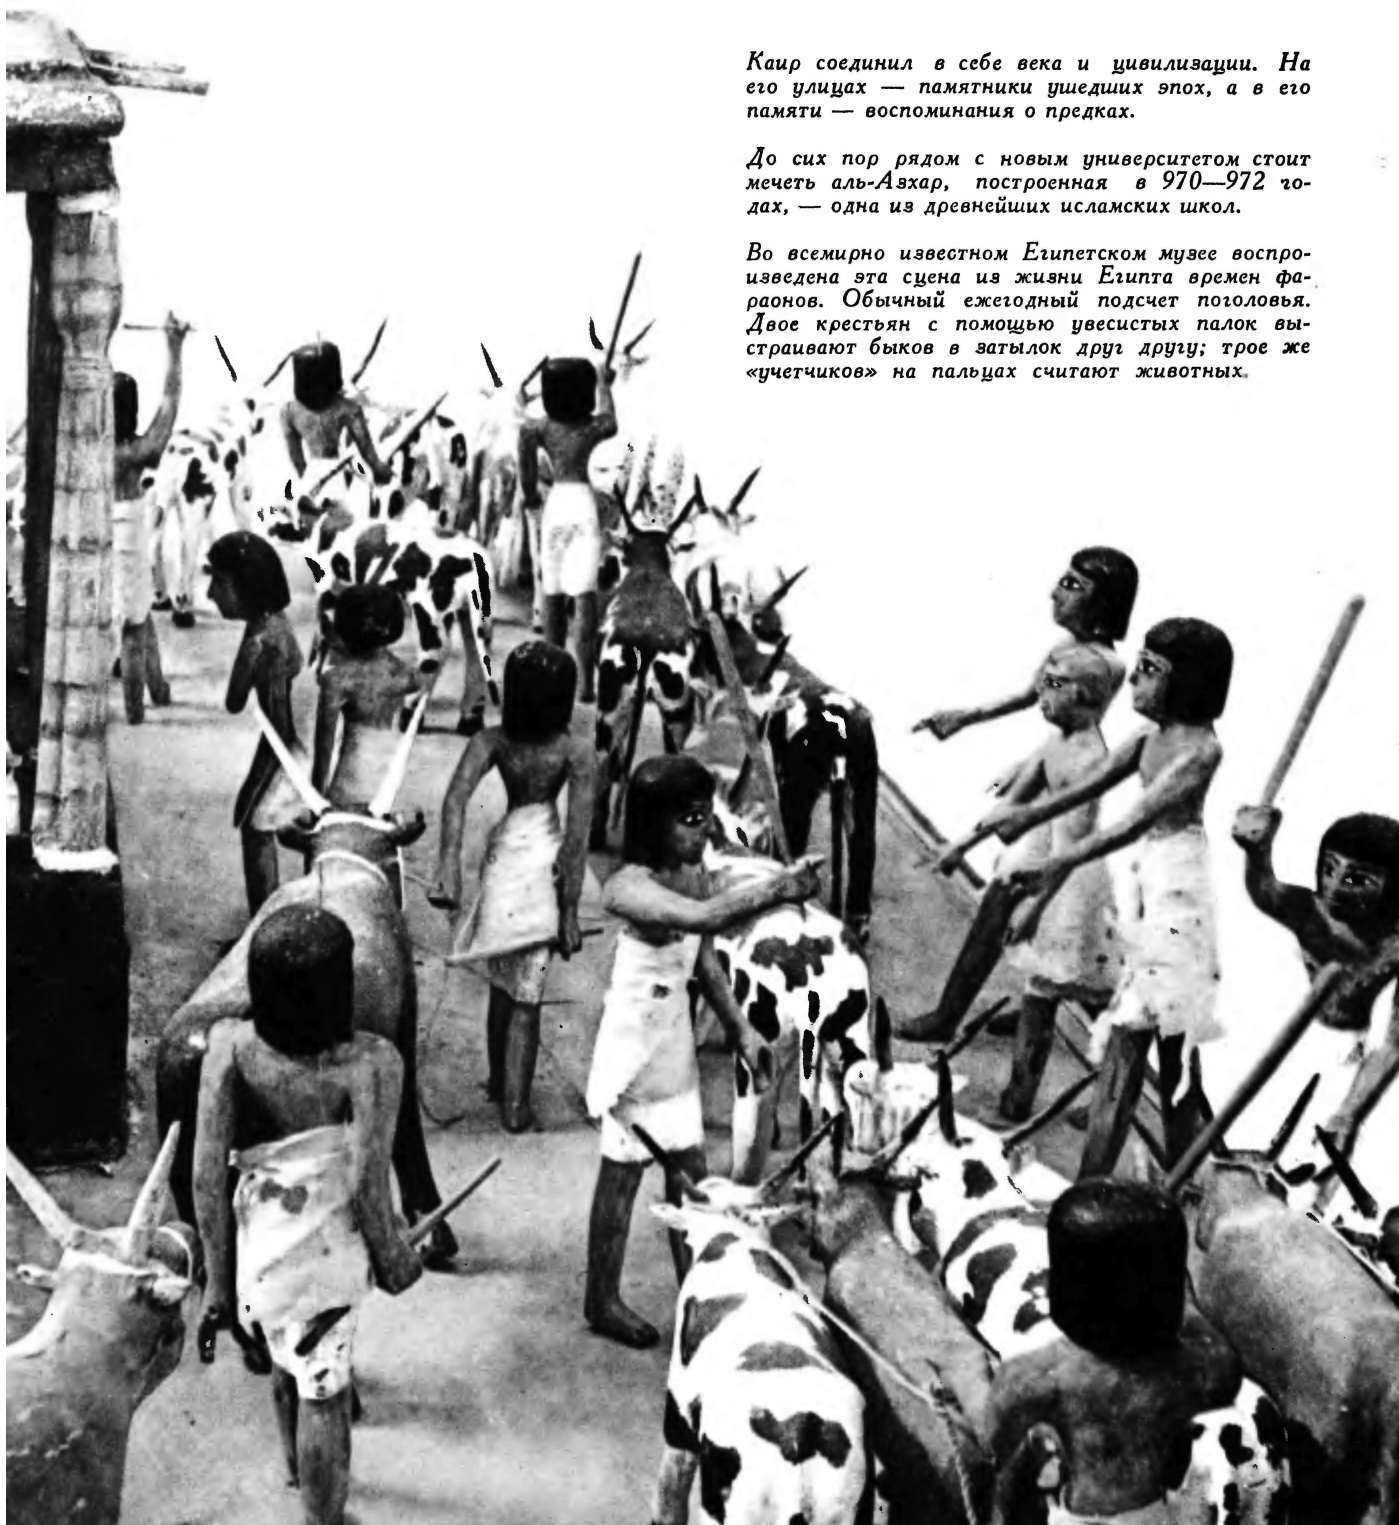 Каир соединил в себе века и цивилизации. На
его улицах — памятники ушедших эпох, а в его
памяти — воспоминания о предках.
До сих пор рядом с новым университетом стоит
мечеть аль-Азхар, построенная в 970—972 го-
дах, — одна из древнейших исламских школ.
Во всемирно известном Египетском музее воспро-
изведена эта сцена из жизни Египта времен фа-
раонов. Обычный ежегодный подсчет поголовья.
Двое крестьян с помощью увесистых палок вы-
страивают быков в затылок друг другу; трое же
«учетчиков» на пальцах считают животных.